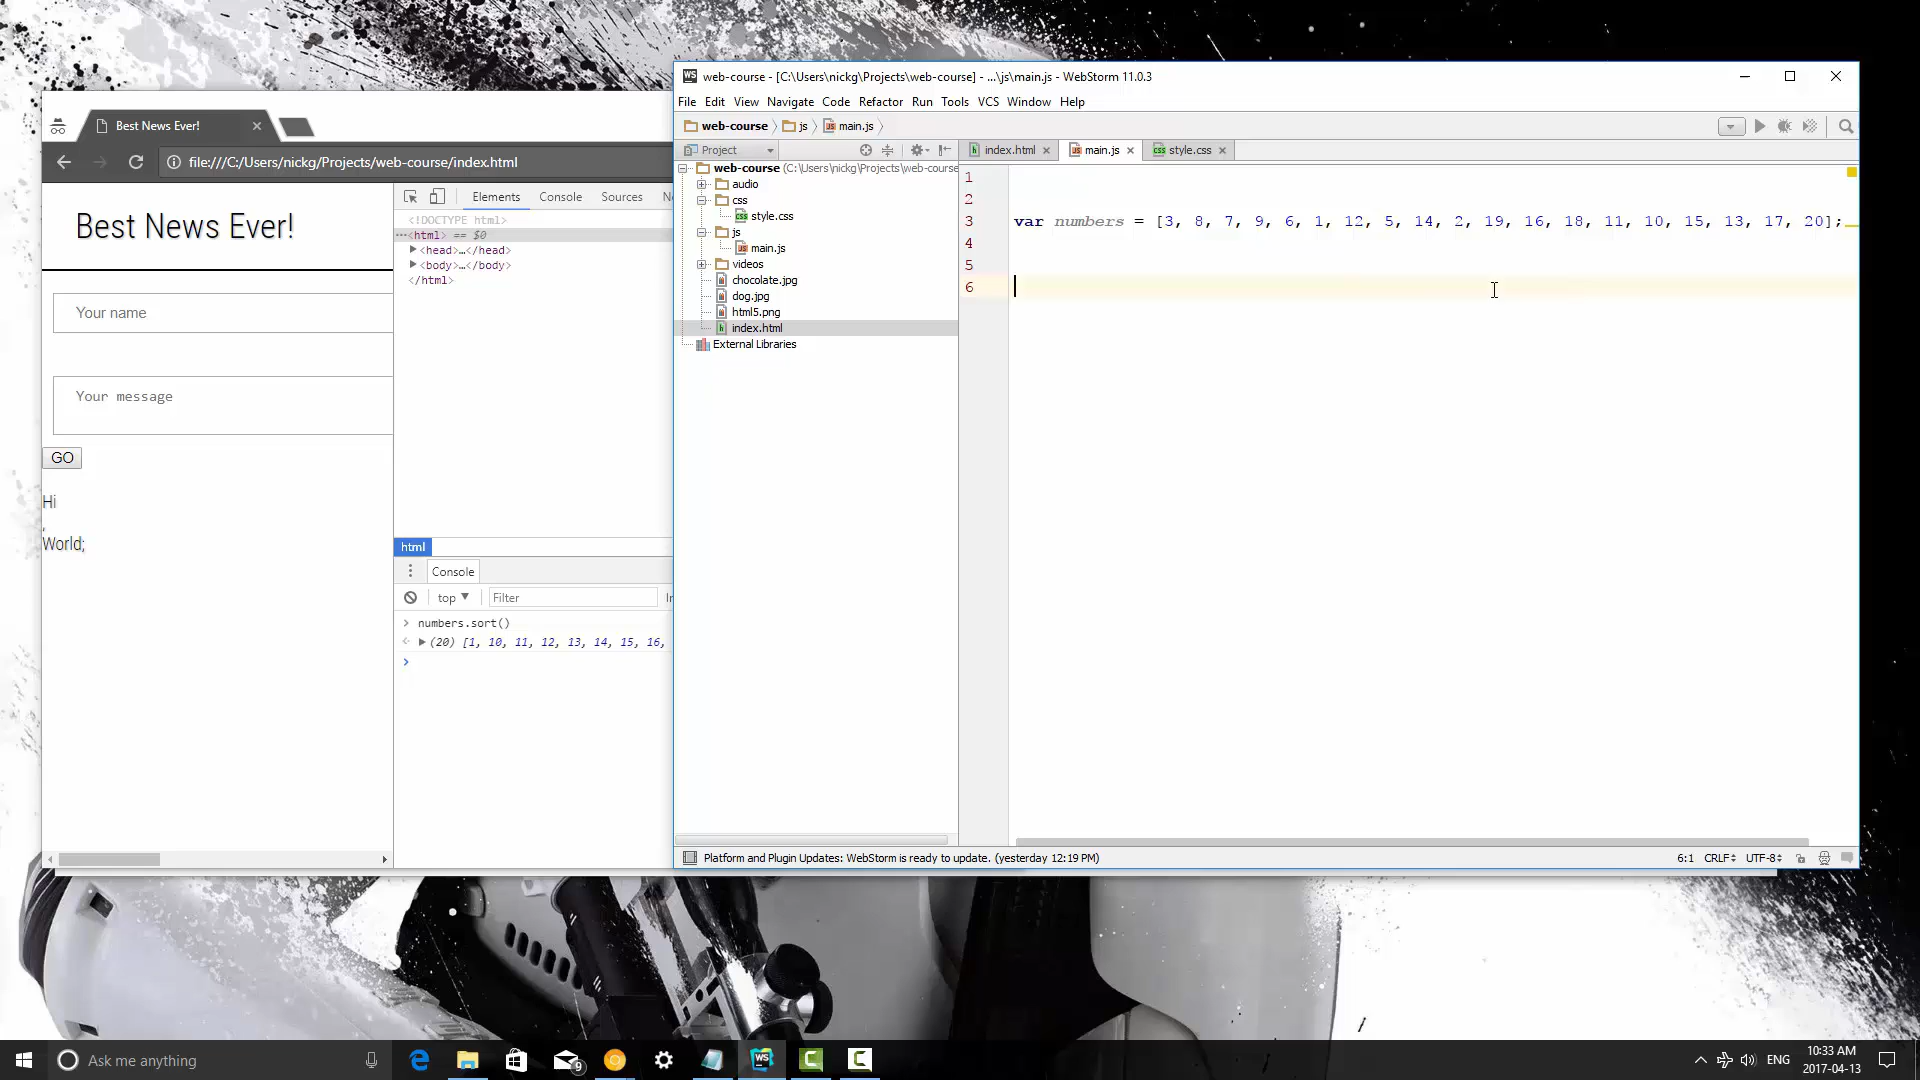 web-course - [C:\Users\nickg\Projects\web-course] - ...\js\main.js - WebStorm 11.0.3
File Edit View Navigate Code Refactor Run Tools VCS Window Help
web-course js main.js
Project
index.html main.js style.css
web-course (C:\Users\nickg\Projects\web-course
audio
css
style.css
js
main.js
videos
chocolate.jpg
dog.jpg
html5.png
index.html
External Libraries
1
2
3 var numbers = [3, 8, 7, 9, 6, 1, 12, 5, 14, 2, 19, 16, 18, 11, 10, 15, 13, 17, 20];
4
5
6
Platform and Plugin Updates: WebStorm is ready to update. (yesterday 12:19 PM)
6:1 CRLF UTF-8
Best News Ever!
file:///C:/Users/nickg/Projects/web-course/index.html
Best News Ever!
Your name
Your message
GO
Hi
,
World;
Elements Console Sources
<!DOCTYPE html>
<html> == $0
<head>…</head>
<body>…</body>
</html>
html
Console
top Filter
numbers.sort()
(20) [1, 10, 11, 12, 13, 14, 15, 16,
Ask me anything
9
WS
ENG
10:33 AM
2017-04-13